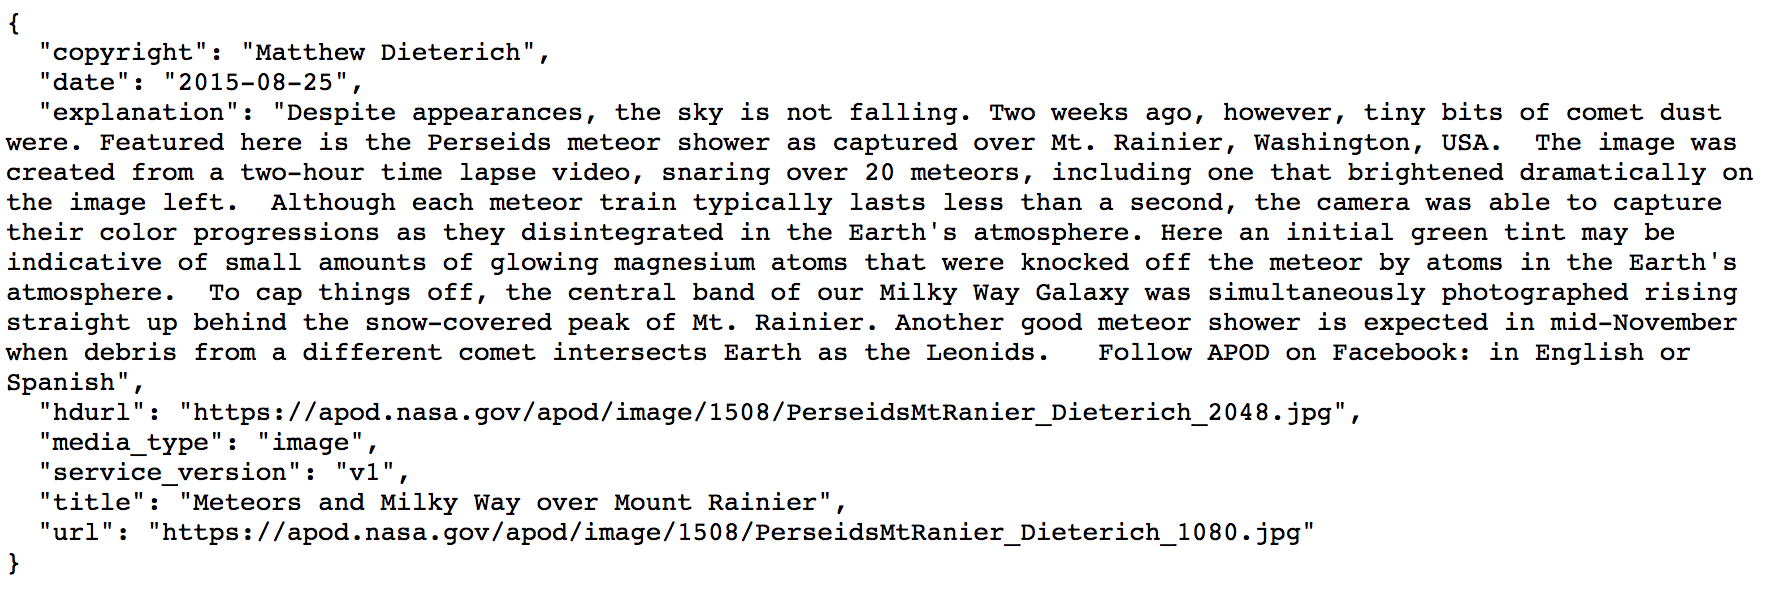 {
  "copyright": "Matthew Dieterich",
  "date": "2015-08-25",
  "explanation": "Despite appearances, the sky is not falling. Two weeks ago, however, tiny bits of comet dust
were. Featured here is the Perseids meteor shower as captured over Mt. Rainier, Washington, USA.  The image was
created from a two-hour time lapse video, snaring over 20 meteors, including one that brightened dramatically on
the image left.  Although each meteor train typically lasts less than a second, the camera was able to capture
their color progressions as they disintegrated in the Earth's atmosphere. Here an initial green tint may be
indicative of small amounts of glowing magnesium atoms that were knocked off the meteor by atoms in the Earth's
atmosphere.  To cap things off, the central band of our Milky Way Galaxy was simultaneously photographed rising
straight up behind the snow-covered peak of Mt. Rainier. Another good meteor shower is expected in mid-November
when debris from a different comet intersects Earth as the Leonids.   Follow APOD on Facebook: in English or
Spanish",
  "hdurl": "https://apod.nasa.gov/apod/image/1508/PerseidsMtRanier_Dieterich_2048.jpg",
  "media_type": "image",
  "service_version": "v1",
  "title": "Meteors and Milky Way over Mount Rainier",
  "url": "https://apod.nasa.gov/apod/image/1508/PerseidsMtRanier_Dieterich_1080.jpg"
}